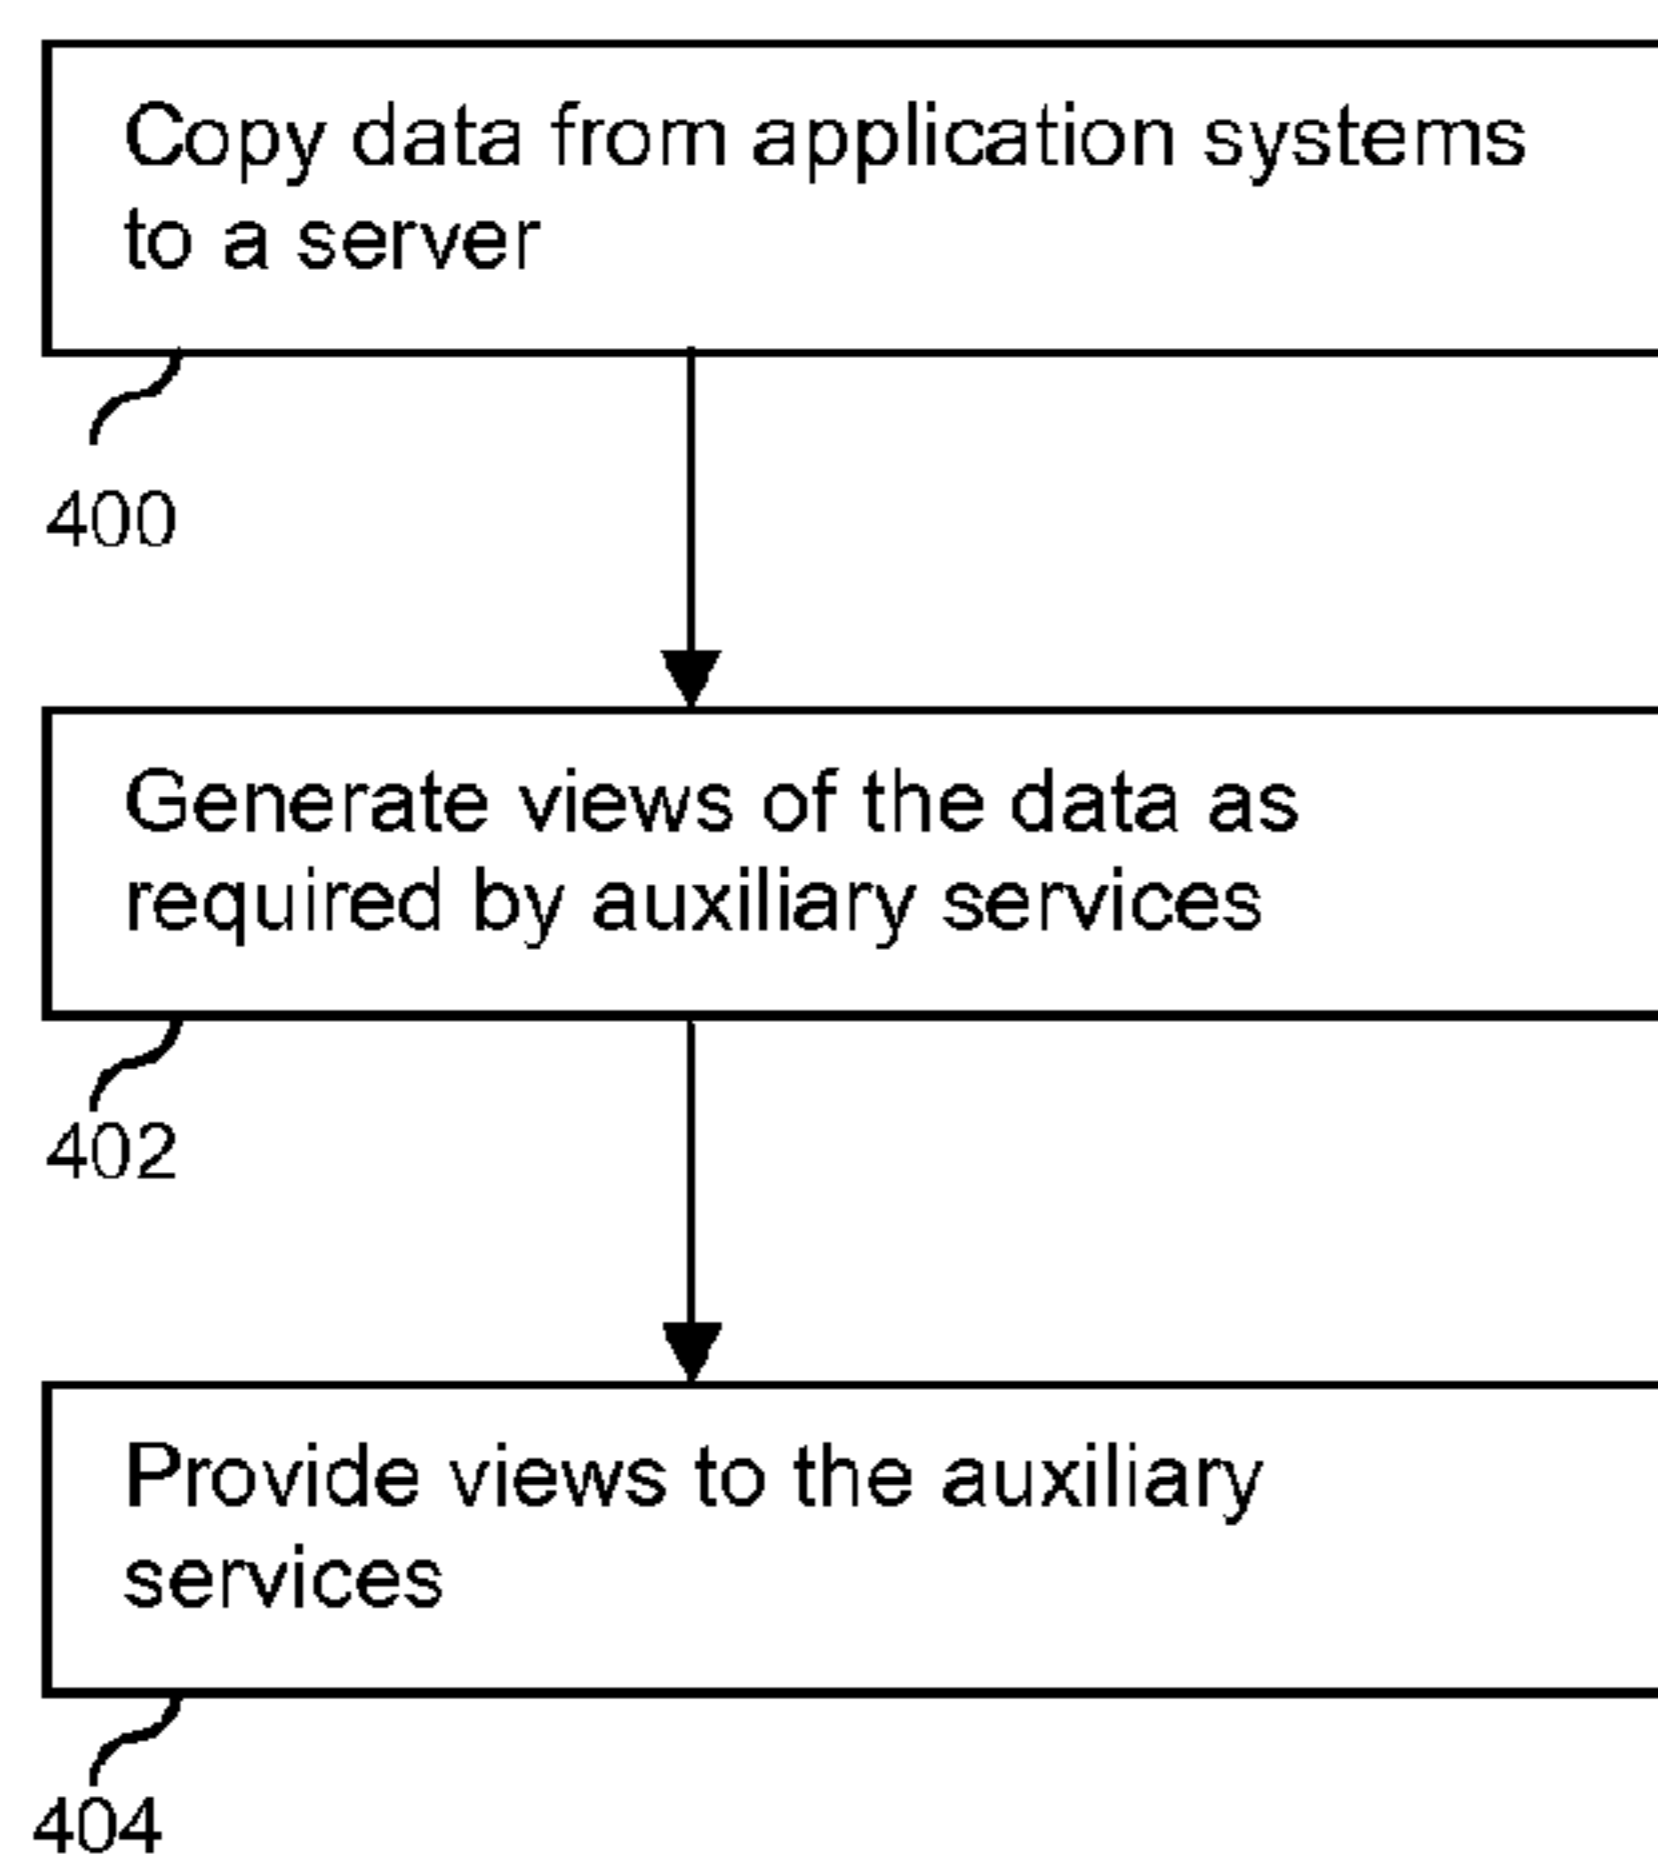 Copy data from application systems
to a server
400
Generate views of the data as
required by auxiliary services
402
Provide views to the auxiliary
services
404